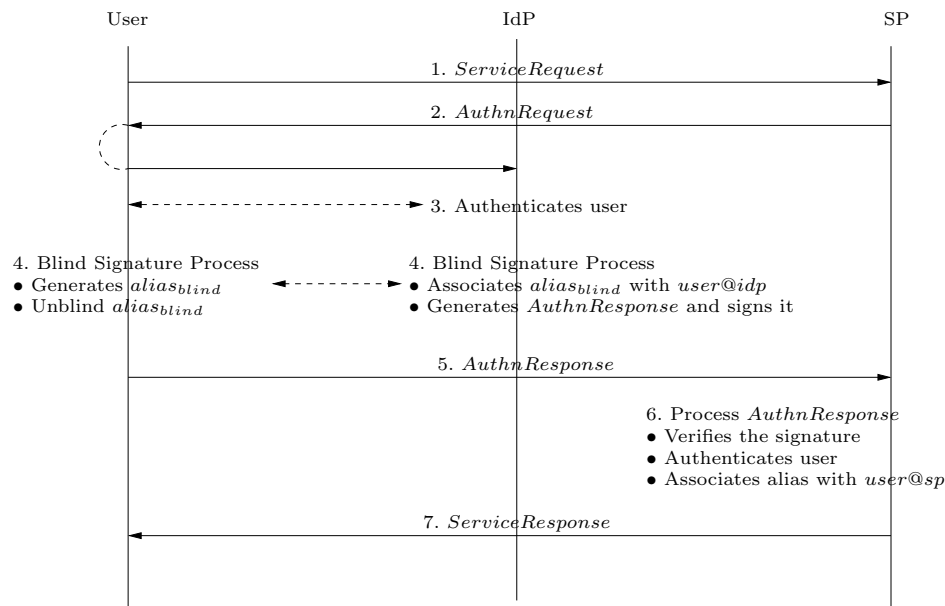 User
IdP
SP
1. ServiceRequest
2. AuthnRequest
3. Authenticates user
4. Blind Signature Process
• Generates alias_blind
• Unblind alias_blind
4. Blind Signature Process
• Associates alias_blind with user@idp
• Generates AuthnResponse and signs it
5. AuthnResponse
6. Process AuthnResponse
• Verifies the signature
• Authenticates user
• Associates alias with user@sp
7. ServiceResponse